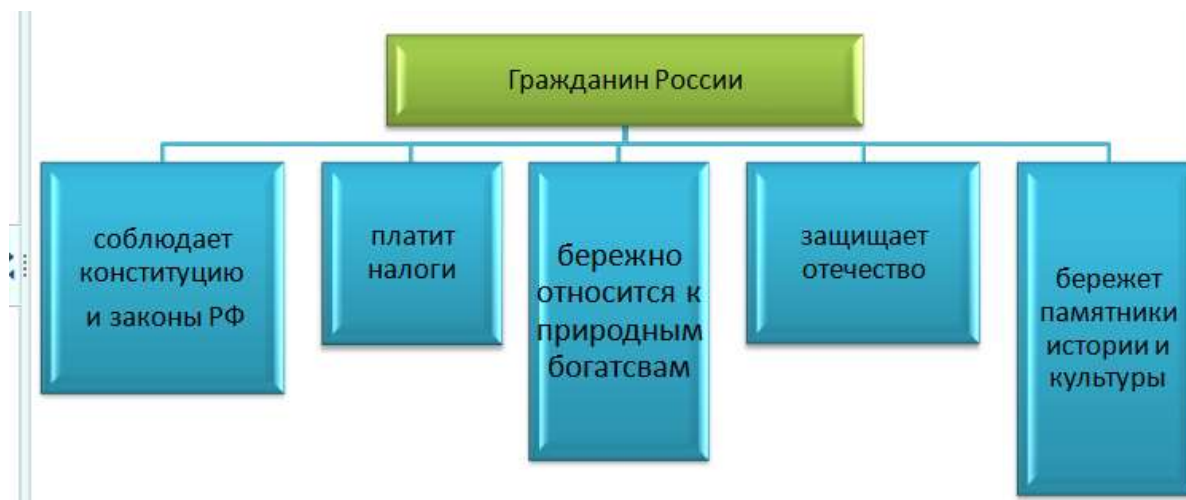 Гражданин России
соблюдает
конституцию
и законы РФ
платит
налоги
бережно
относится к
природным
богатсвам
защищает
отечество
бережет
памятники
истории и
культуры